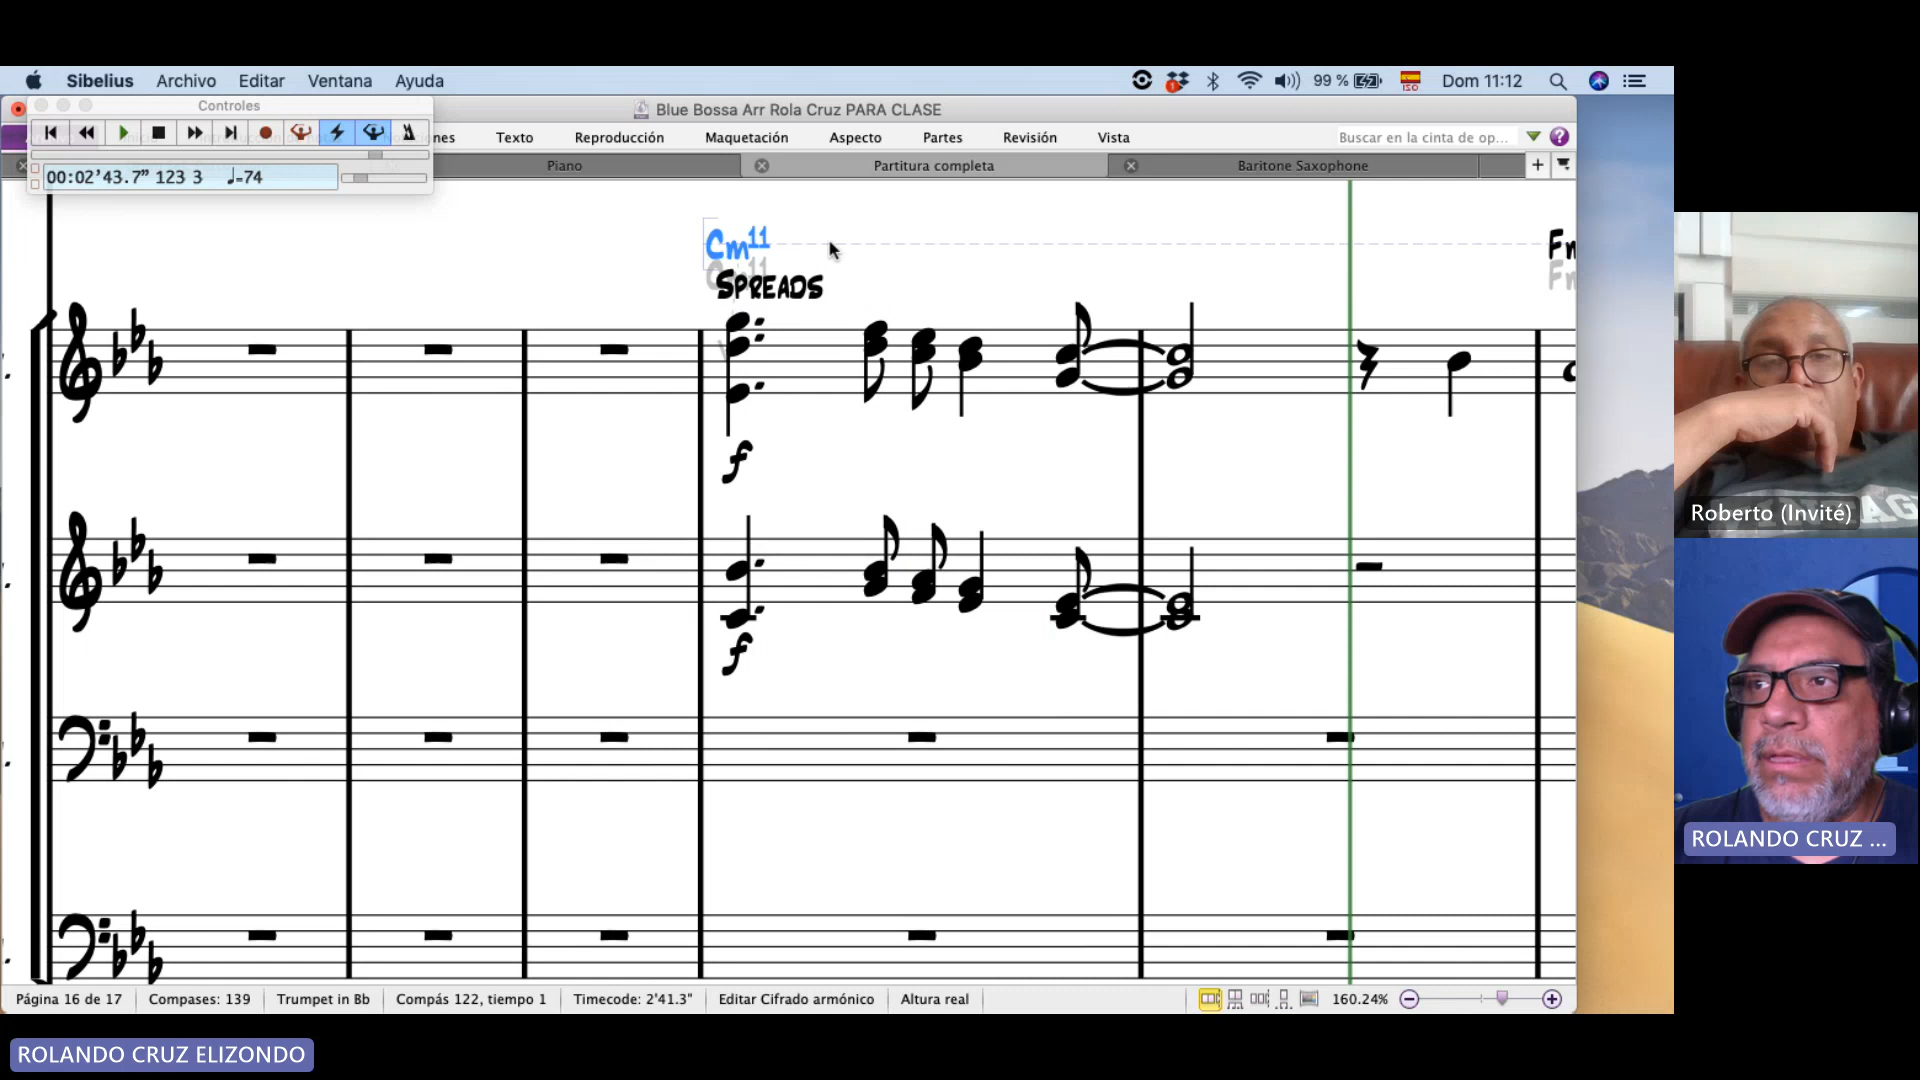 Sibelius Archivo Editar Ventana Ayuda 99 % ISO Dom 11:12
Controles
Blue Bossa Arr Rola Cruz PARA CLASE
nes Texto Reproducción Maquetación Aspecto Partes Revisión Vista Buscar en la cinta de op...
Piano Partitura completa Baritone Saxophone
00:02'43.7" 123 3 ♩=74
Cm11
SPREADS
f
f
Página 16 de 17 Compases: 139 Trumpet in Bb Compás 122, tiempo 1 Timecode: 2'41.3" Editar Cifrado armónico Altura real 160.24%
Roberto (Invité)
ROLANDO CRUZ ...
ROLANDO CRUZ ELIZONDO